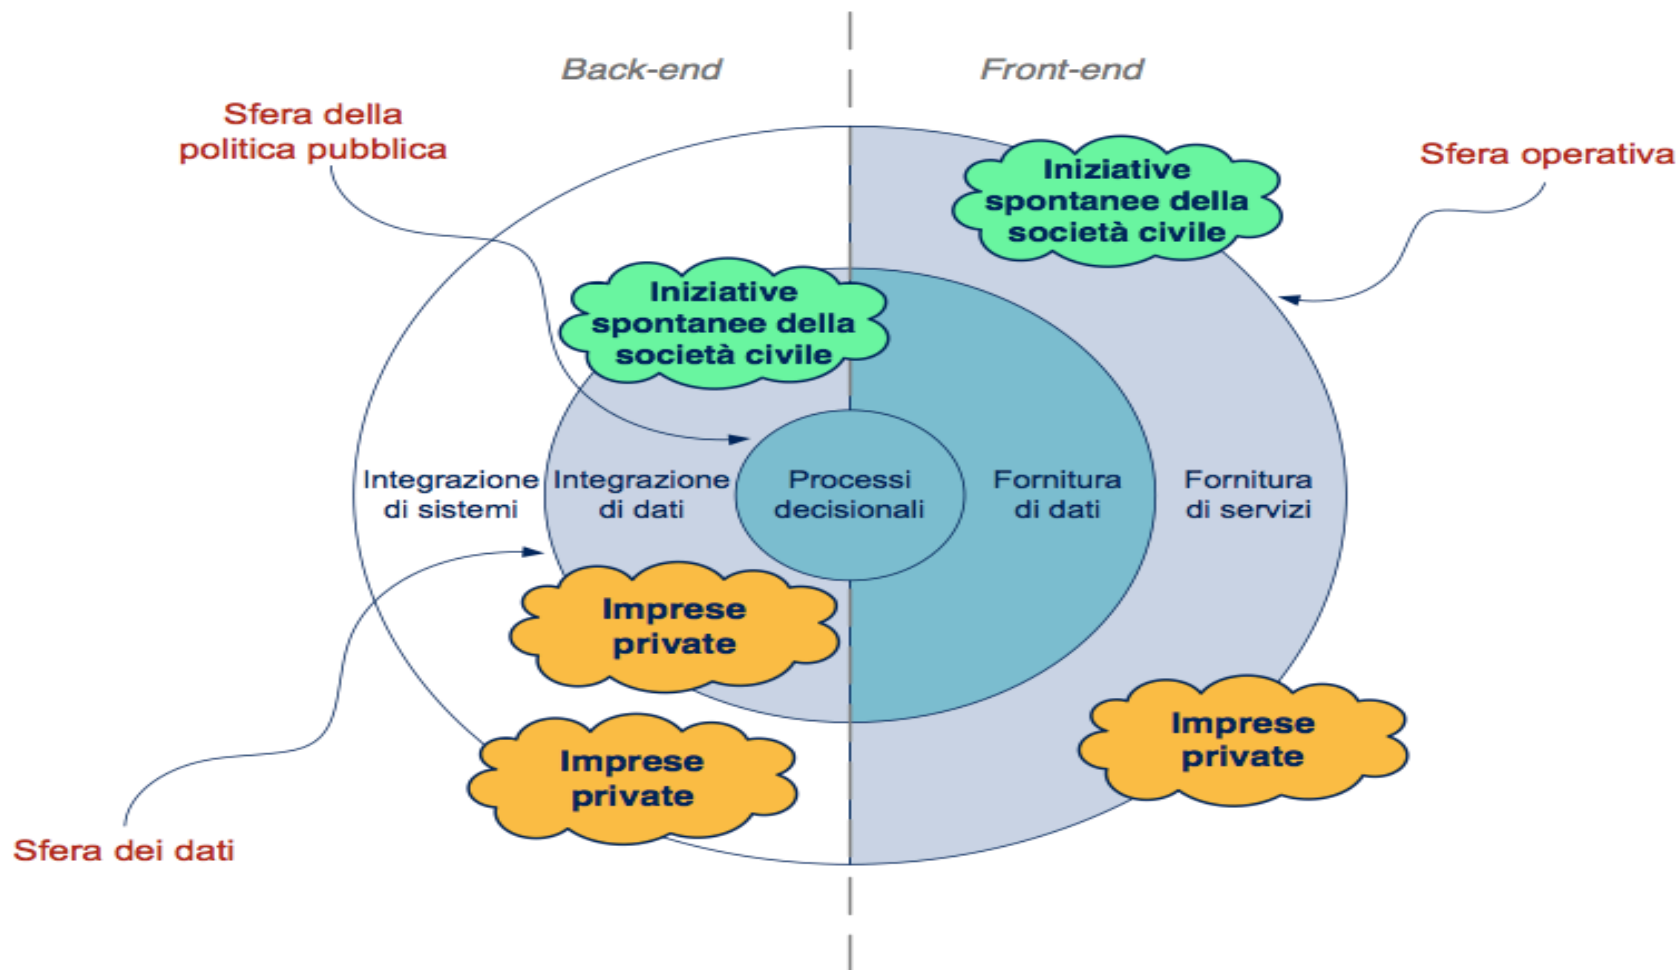 Back-end
Front-end
Sfera della
politica pubblica
Sfera operativa
Iniziative
spontanee della
società civile
Iniziative
spontanee della
società civile
Integrazione
di sistemi
Integrazione
di dati
Processi
decisionali
Fornitura
di dati
Fornitura
di servizi
Imprese
private
Imprese
private
Imprese
private
Sfera dei dati